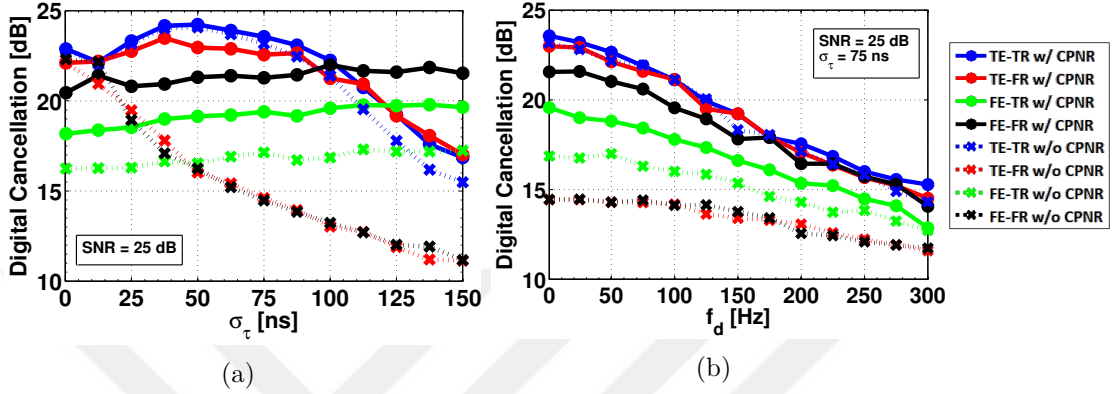 Digital Cancellation [dB]
25
20
15
10
SNR = 25 dB
0 25 50 75 100 125 150
σ_τ [ns]
(a)
Digital Cancellation [dB]
25
20
15
10
SNR = 25 dB
σ_τ = 75 ns
0 50 100 150 200 250 300
f_d [Hz]
(b)
TE-TR w/ CPNR
TE-FR w/ CPNR
FE-TR w/ CPNR
FE-FR w/ CPNR
TE-TR w/o CPNR
TE-FR w/o CPNR
FE-TR w/o CPNR
FE-FR w/o CPNR